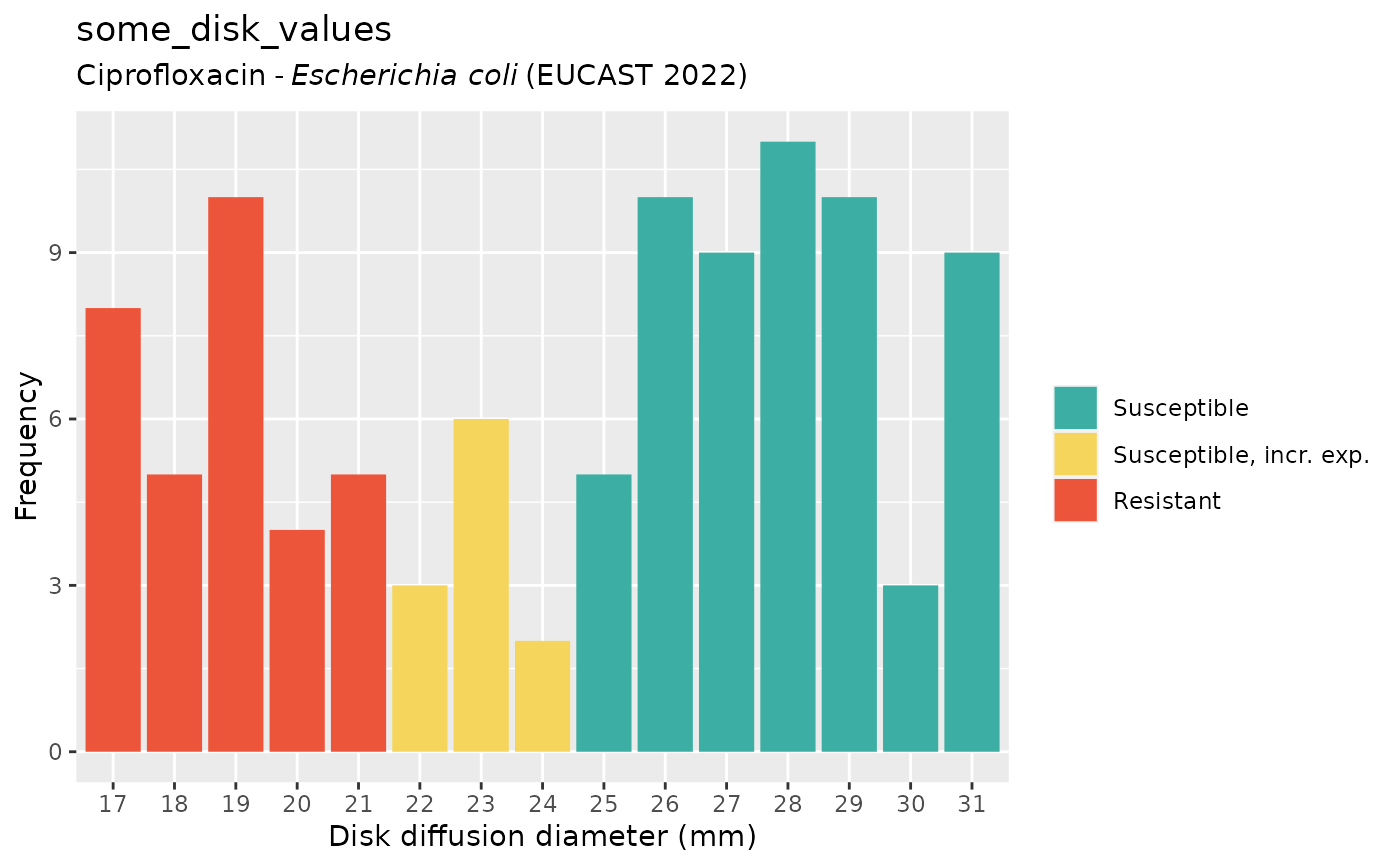 some_disk_values
Ciprofloxacin - Escherichia coli (EUCAST 2022)
Frequency
9
6
3
0
17 18 19 20 21 22 23 24 25 26 27 28 29 30 31
Disk diffusion diameter (mm)
Susceptible
Susceptible, incr. exp.
Resistant